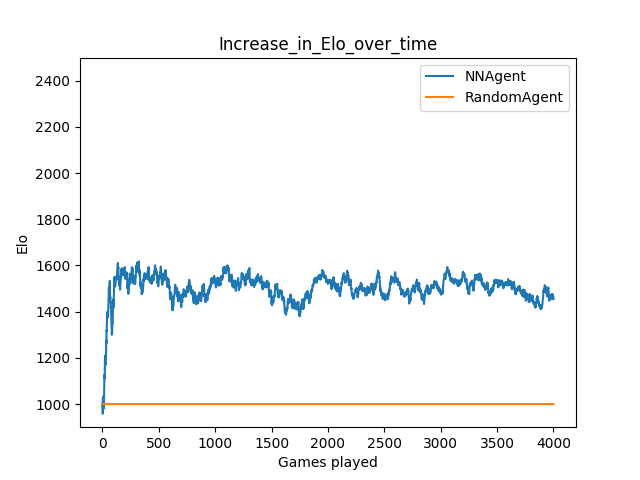 Increase_in_Elo_over_time
NNAgent
RandomAgent
2400
2200
2000
1800
1600
1400
1200
1000
Elo
0 500 1000 1500 2000 2500 3000 3500 4000
Games played